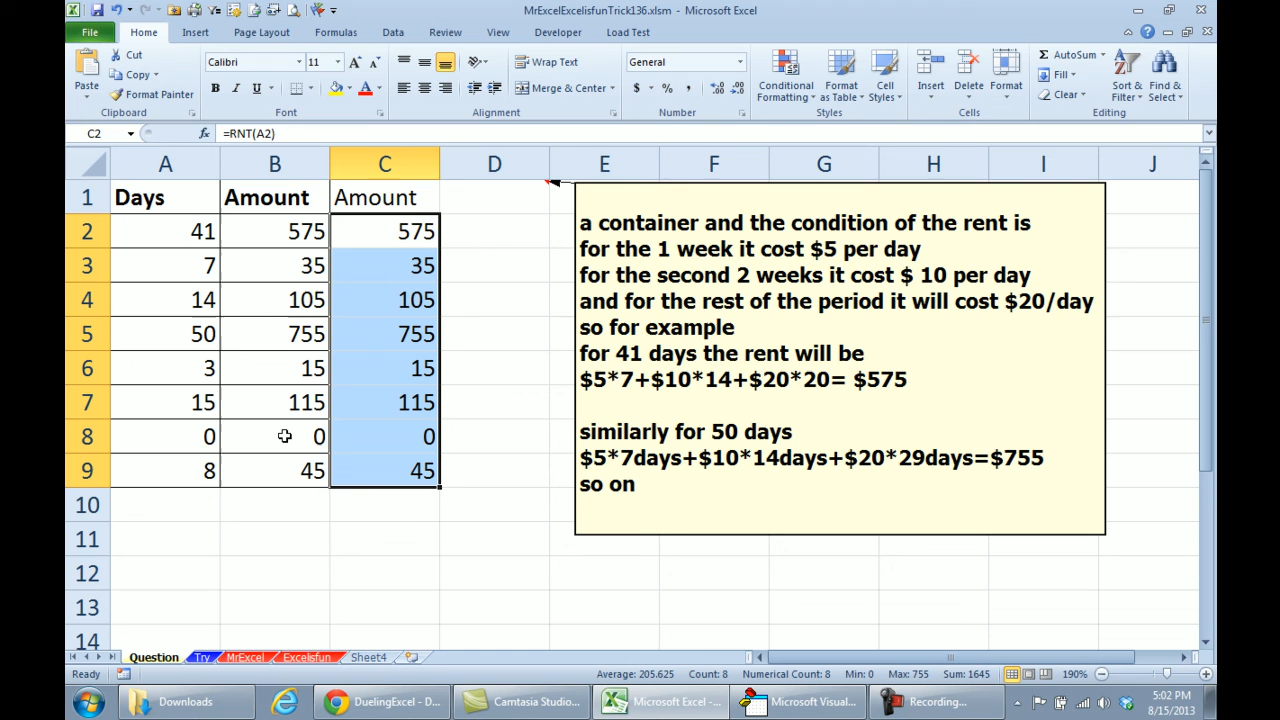 MrExcelExcelisfunTrick136.xlsm - Microsoft Excel
File Home Insert Page Layout Formulas Data Review View Developer Load Test
Paste Cut Copy Format Painter
Calibri 11 B I U
Wrap Text Merge & Center
General $ % ,
Conditional Formatting Format as Table Cell Styles
Insert Delete Format
Σ AutoSum Fill Clear Sort & Filter Find & Select
Clipboard Font Alignment Number Styles Cells Editing
C2 fx =RNT(A2)
A B C D E F G H I J
1 Days Amount Amount
2 41 575 575
3 7 35 35
4 14 105 105
5 50 755 755
6 3 15 15
7 15 115 115
8 0 0 0
9 8 45 45
10
11
12
13
14
a container and the condition of the rent is
for the 1 week it cost $5 per day
for the second 2 weeks it cost $ 10 per day
and for the rest of the period it will cost $20/day
so for example
for 41 days the rent will be
$5*7+$10*14+$20*20= $575
similarly for 50 days
$5*7days+$10*14days+$20*29days=$755
so on
Question Try MrExcel Excelisfun Sheet4
Ready Average: 205.625 Count: 8 Numerical Count: 8 Min: 0 Max: 755 Sum: 1645 190%
Downloads DuelingExcel - D... Camtasia Studio... Microsoft Excel -... Microsoft Visual... Recording... 5:02 PM
8/15/2013